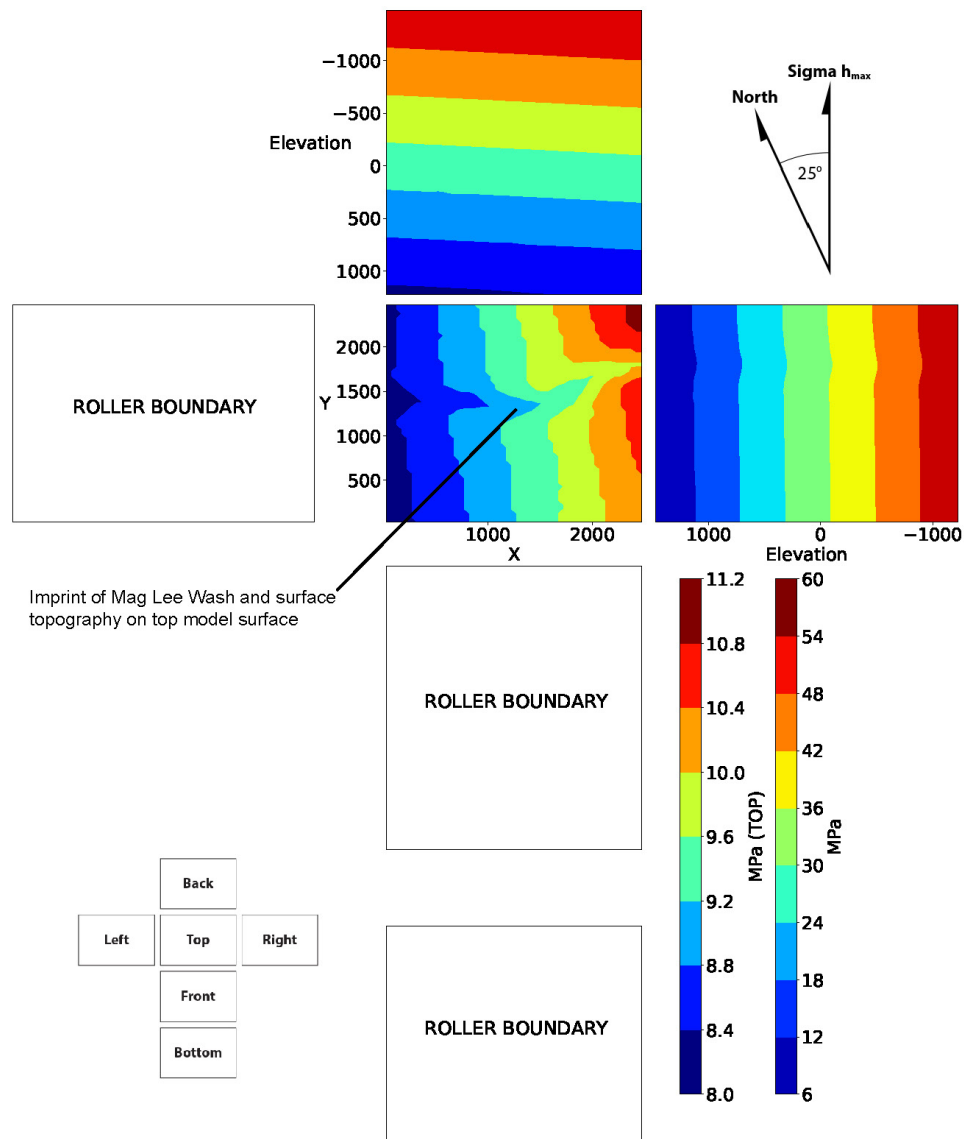 −1000
−500
Elevation
0
500
1000
Sigma hmax
North
25°
ROLLER BOUNDARY
Y
2000
1500
1000
500
1000
2000
X
1000
0
−1000
Elevation
Imprint of Mag Lee Wash and surface
topography on top model surface
ROLLER BOUNDARY
11.2
10.8
10.4
10.0
9.6
9.2
8.8
8.4
8.0
MPa (TOP)
60
54
48
42
36
30
24
18
12
6
MPa
Back
Left
Top
Right
Front
Bottom
ROLLER BOUNDARY